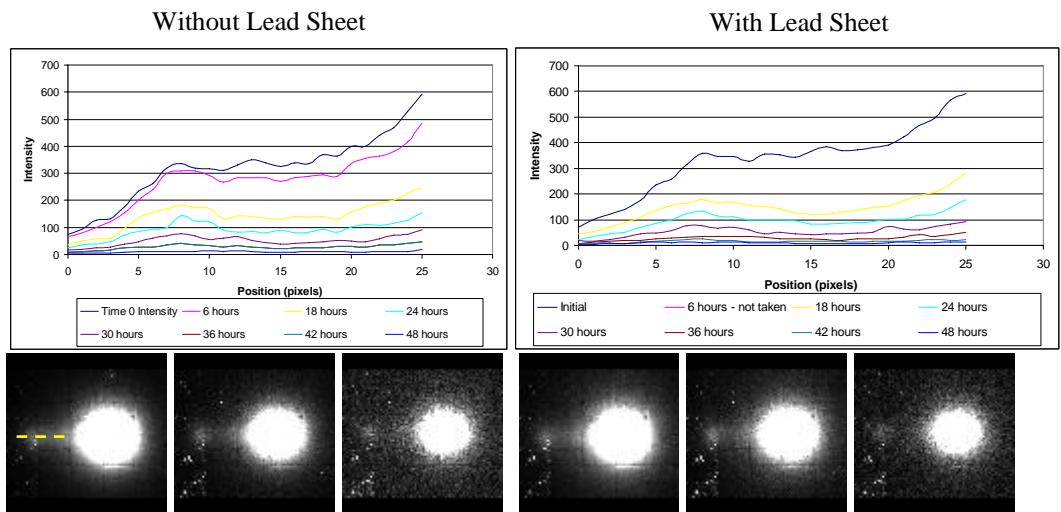 Without Lead Sheet
700
600
500
400
300
200
100
0
Intensity
0 5 10 15 20 25 30
Position (pixels)
Time 0 Intensity 6 hours 18 hours 24 hours
30 hours 36 hours 42 hours 48 hours
With Lead Sheet
700
600
500
400
300
200
100
0
Intensity
0 5 10 15 20 25 30
Position (pixels)
Initial 6 hours - not taken 18 hours 24 hours
30 hours 36 hours 42 hours 48 hours